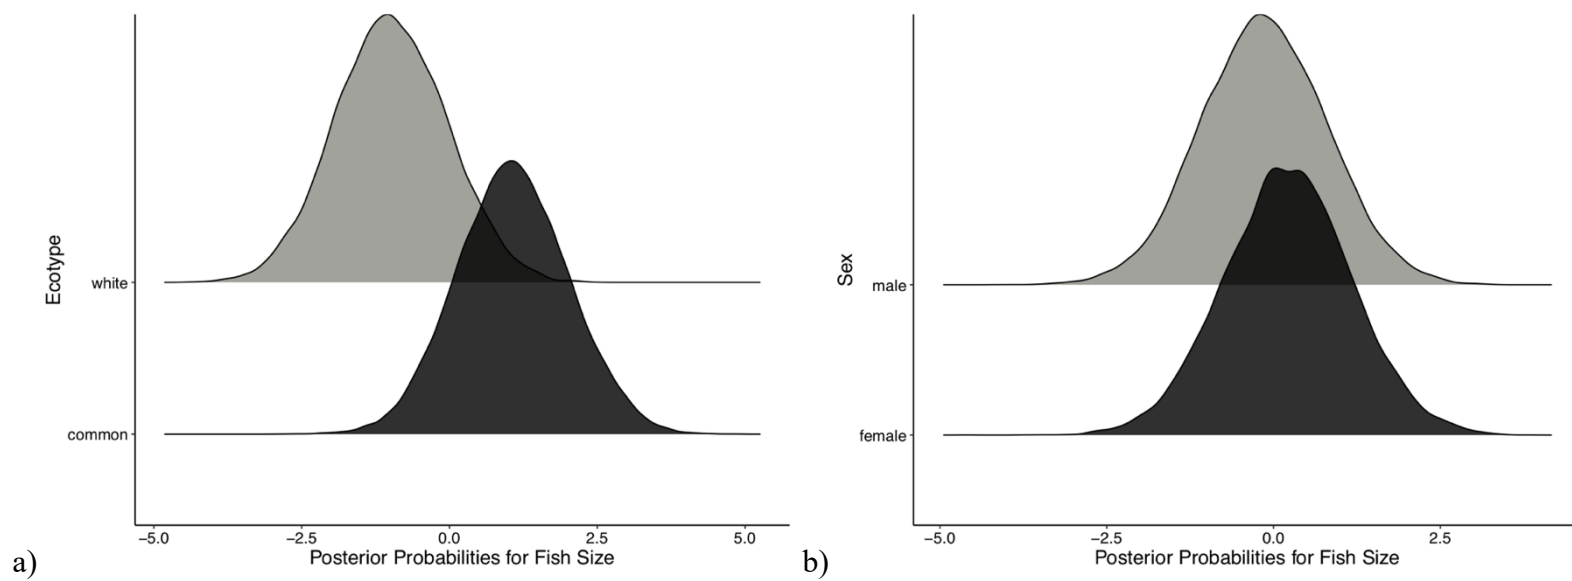 Ecotype
white
common
−5.0 −2.5 0.0 2.5 5.0
Posterior Probabilities for Fish Size
a)
Sex
male
female
−5.0 −2.5 0.0 2.5
Posterior Probabilities for Fish Size
b)